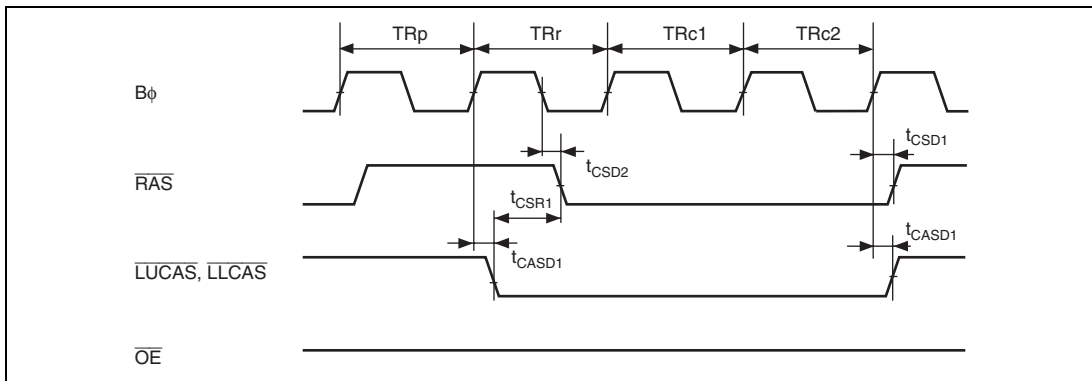 TRp TRr TRc1 TRc2
Bφ
tCSD1
tCSD2
RAS
tCSR1
tCASD1
tCASD1
LUCAS, LLCAS
OE